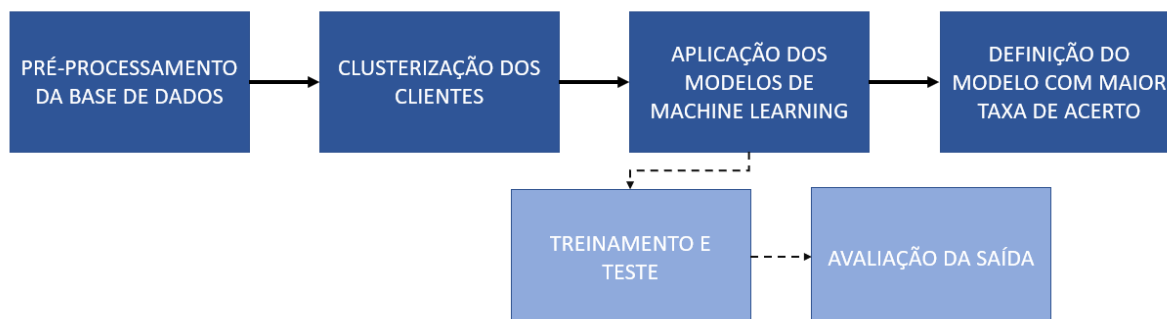 PRÉ-PROCESSAMENTO
DA BASE DE DADOS
CLUSTERIZAÇÃO DOS
CLIENTES
APLICAÇÃO DOS
MODELOS DE
MACHINE LEARNING
DEFINIÇÃO DO
MODELO COM MAIOR
TAXA DE ACERTO
TREINAMENTO E
TESTE
AVALIAÇÃO DA SAÍDA